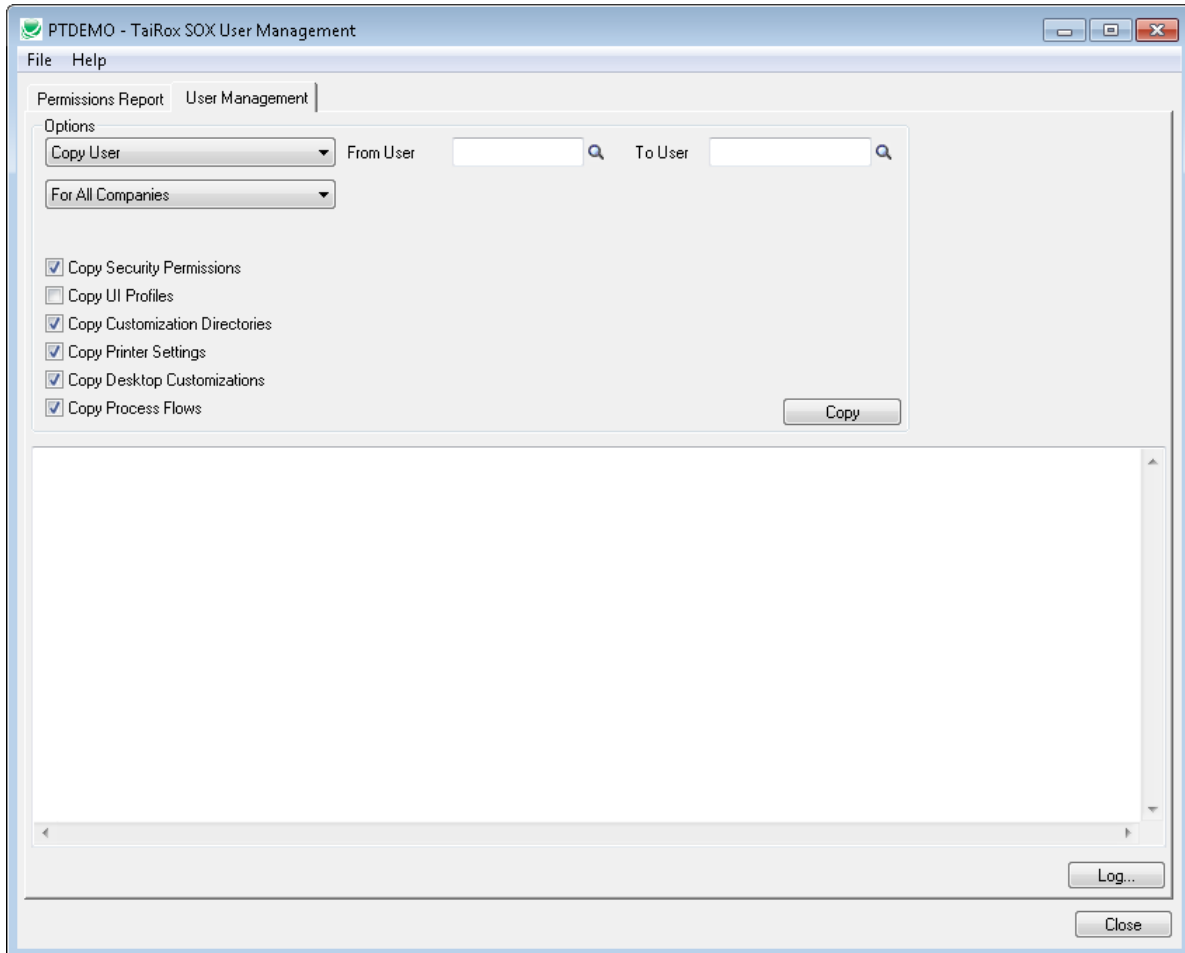 PTDEMO - TaiRox SOX User Management
File Help
Permissions Report User Management
Options
Copy User From User To User
For All Companies
Copy Security Permissions
Copy UI Profiles
Copy Customization Directories
Copy Printer Settings
Copy Desktop Customizations
Copy Process Flows Copy
Log...
Close